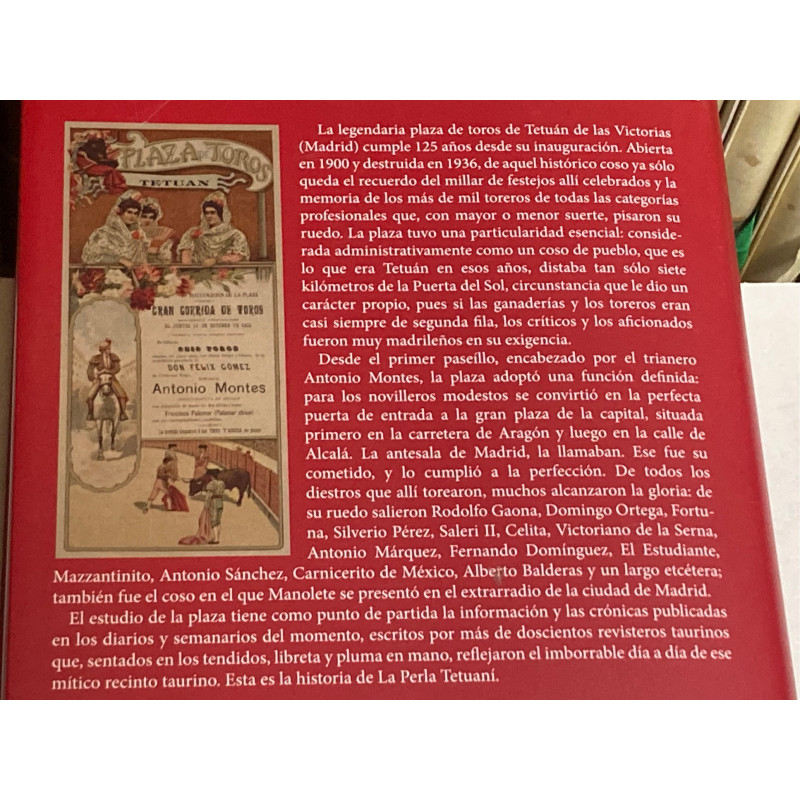 PLAZA DE TOROS
TETUAN
INAUGURACION DE LA PLAZA
GRAN CORRIDA DE TOROS
SEIS TOROS
DON FELIX GOMEZ
Antonio Montes
La legendaria plaza de toros de Tetuán de las Victorias
(Madrid) cumple 125 años desde su inauguración. Abierta
en 1900 y destruida en 1936, de aquel histórico coso ya sólo
queda el recuerdo del millar de festejos allí celebrados y la
memoria de los más de mil toreros de todas las categorías
profesionales que, con mayor o menor suerte, pisaron su
ruedo. La plaza tuvo una particularidad esencial: conside-
rada administrativamente como un coso de pueblo, que es
lo que era Tetuán en esos años, distaba tan sólo siete
kilómetros de la Puerta del Sol, circunstancia que le dio un
carácter propio, pues si las ganaderías y los toreros eran
casi siempre de segunda fila, los críticos y los aficionados
fueron muy madrileños en su exigencia.
Desde el primer paseíllo, encabezado por el trianero
Antonio Montes, la plaza adoptó una función definida:
para los novilleros modestos se convirtió en la perfecta
puerta de entrada a la gran plaza de la capital, situada
primero en la carretera de Aragón y luego en la calle de
Alcalá. La antesala de Madrid, la llamaban. Ese fue su
cometido, y lo cumplió a la perfección. De todos los
diestros que allí torearon, muchos alcanzaron la gloria: de
su ruedo salieron Rodolfo Gaona, Domingo Ortega, Fortu-
na, Silverio Pérez, Saleri II, Celita, Victoriano de la Serna,
Antonio Márquez, Fernando Domínguez, El Estudiante,
Mazzantinito, Antonio Sánchez, Carnicerito de México, Alberto Balderas y un largo etcétera;
también fue el coso en el que Manolete se presentó en el extrarradio de la ciudad de Madrid.
El estudio de la plaza tiene como punto de partida la información y las crónicas publicadas
en los diarios y semanarios del momento, escritos por más de doscientos revisteros taurinos
que, sentados en los tendidos, libreta y pluma en mano, reflejaron el imborrable día a día de ese
mítico recinto taurino. Esta es la historia de La Perla Tetuaní.